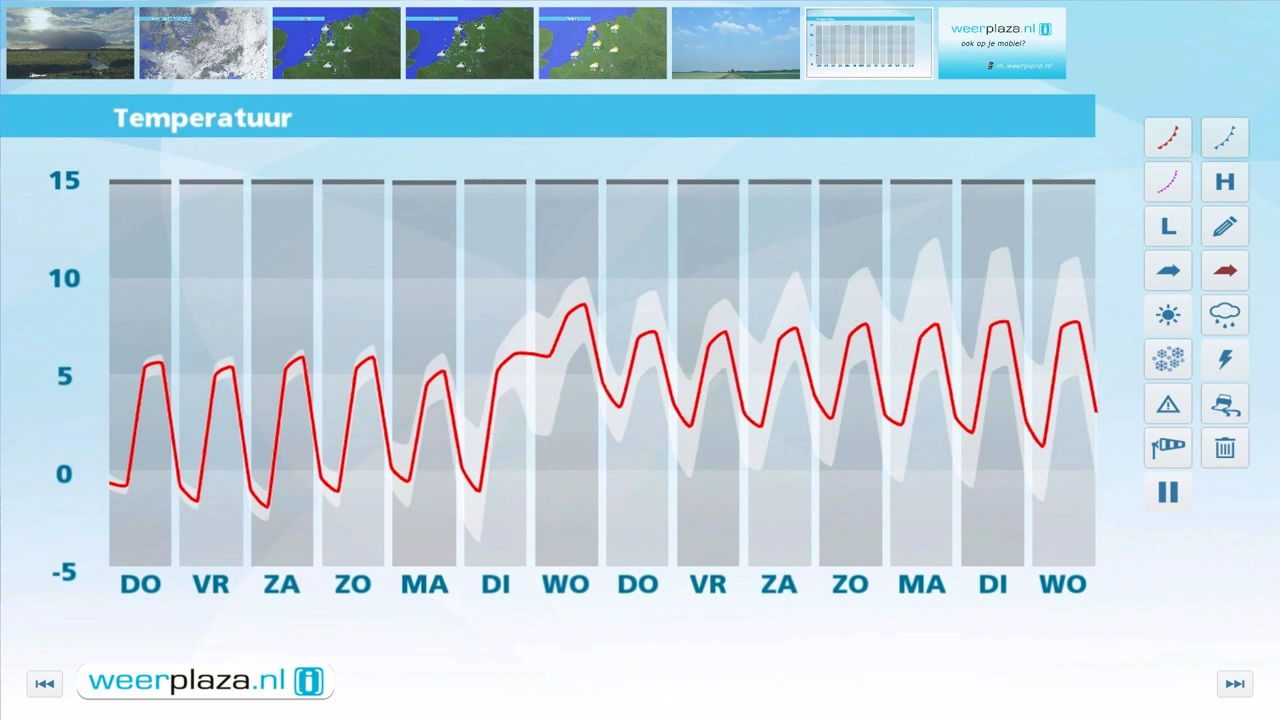 weerplaza.nl i
ook op je mobiel?
m.weerplaza.nl
Temperatuur
15
10
5
0
-5
DO VR ZA ZO MA DI WO DO VR ZA ZO MA DI WO
H
L
weerplaza.nl i